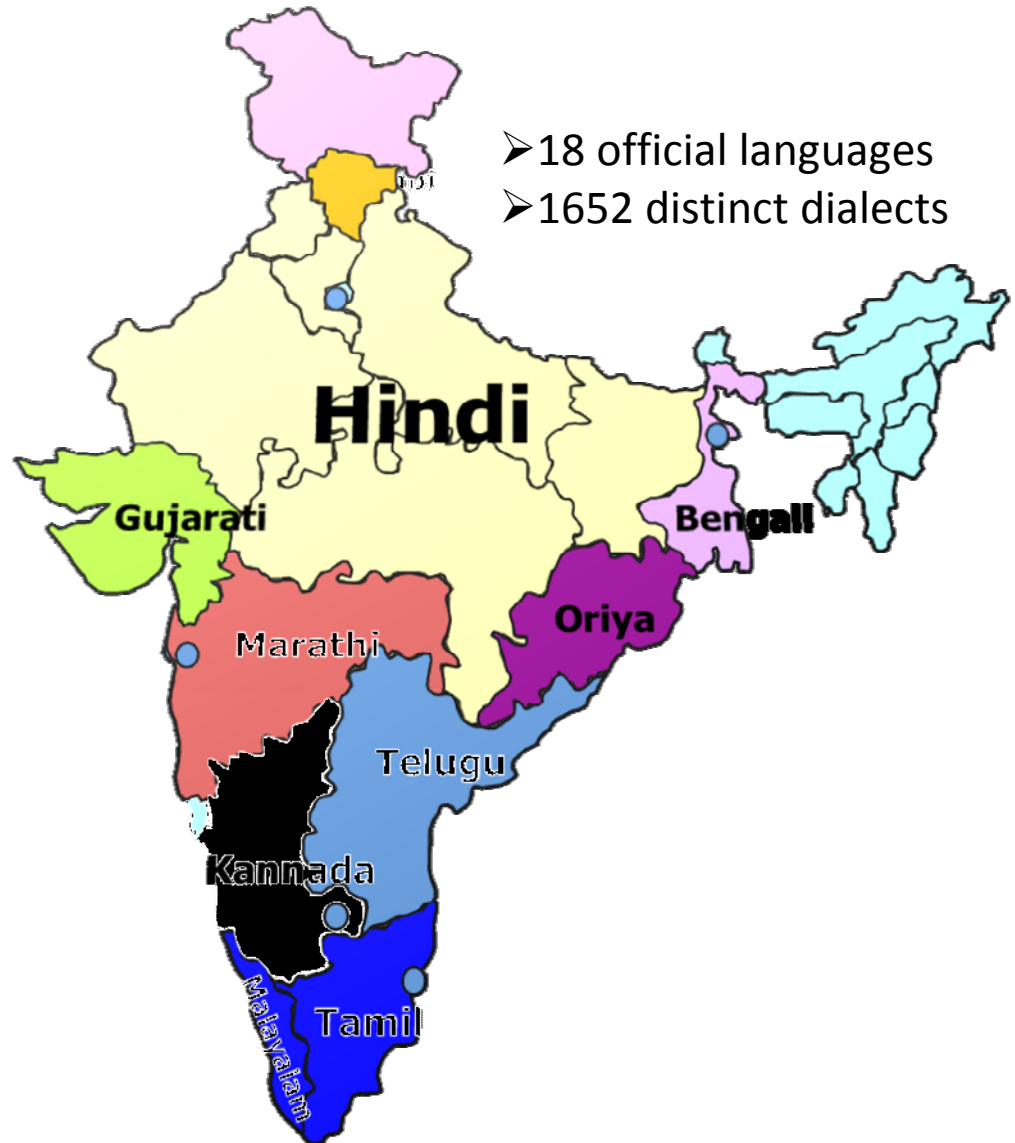 ➢18 official languages
➢1652 distinct dialects
Hindi
Gujarati
Bengali
Oriya
Marathi
Telugu
Kannada
Malayalam
Tamil